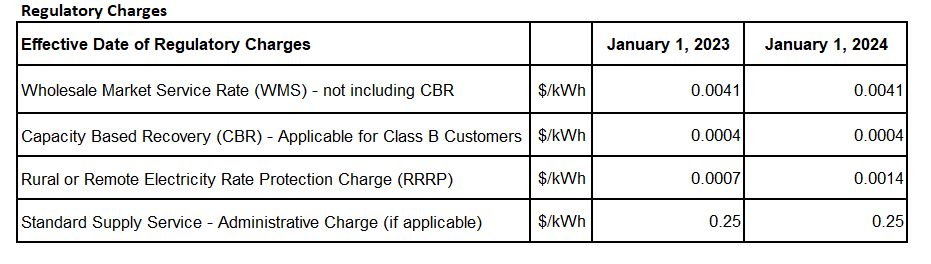 Regulatory Charges
Effective Date of Regulatory Charges January 1, 2023 January 1, 2024
Wholesale Market Service Rate (WMS) - not including CBR $/kWh 0.0041 0.0041
Capacity Based Recovery (CBR) - Applicable for Class B Customers $/kWh 0.0004 0.0004
Rural or Remote Electricity Rate Protection Charge (RRRP) $/kWh 0.0007 0.0014
Standard Supply Service - Administrative Charge (if applicable) $/kWh 0.25 0.25